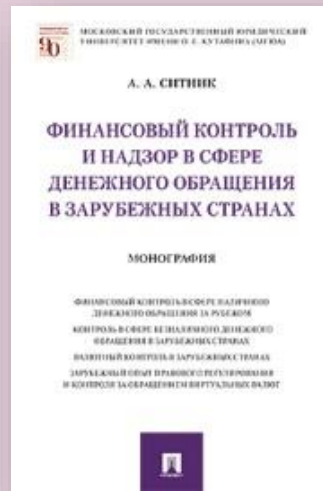 МОСКОВСКИЙ ГОСУДАРСТВЕННЫЙ ЮРИДИЧЕСКИЙ
УНИВЕРСИТЕТ ИМЕНИ О. Е. КУТАФИНА (МГЮА)
90
А. А. СИТНИК
ФИНАНСОВЫЙ КОНТРОЛЬ
И НАДЗОР В СФЕРЕ
ДЕНЕЖНОГО ОБРАЩЕНИЯ
В ЗАРУБЕЖНЫХ СТРАНАХ
МОНОГРАФИЯ
ФИНАНСОВЫЙ КОНТРОЛЬ В СФЕРЕ НАЛИЧНОГО
ДЕНЕЖНОГО ОБРАЩЕНИЯ ЗА РУБЕЖОМ
КОНТРОЛЬ В СФЕРЕ БЕЗНАЛИЧНОГО ДЕНЕЖНОГО
ОБРАЩЕНИЯ В ЗАРУБЕЖНЫХ СТРАНАХ
ВАЛЮТНЫЙ КОНТРОЛЬ В ЗАРУБЕЖНЫХ СТРАНАХ
ЗАРУБЕЖНЫЙ ОПЫТ ПРАВОВОГО РЕГУЛИРОВАНИЯ
И КОНТРОЛЯ ЗА ОБРАЩЕНИЕМ ВИРТУАЛЬНЫХ ВАЛЮТ